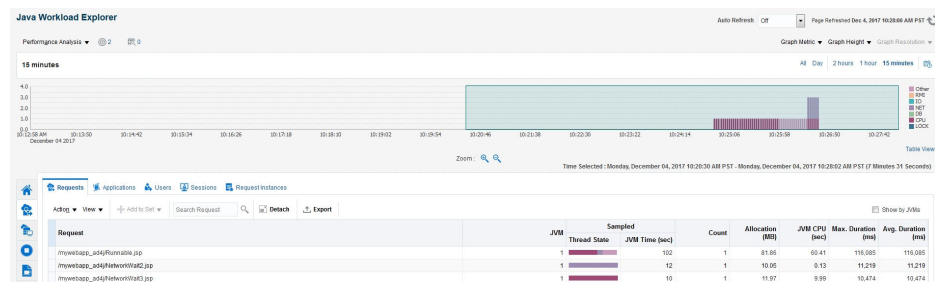 Java Workload Explorer
Auto Refresh Off Page Refreshed Dec 4, 2017 10:28:06 AM PST
Performance Analysis 2 0
Graph Metric Graph Height Graph Resolution
15 minutes
All Day 2 hours 1 hour 15 minutes
4.0
3.0
2.0
1.0
0.0
Other
RMI
IO
NET
DB
CPU
LOCK
10:12:58 AM 10:13:50 10:14:42 10:15:34 10:16:26 10:17:18 10:18:10 10:19:02 10:19:54 10:20:46 10:21:38 10:22:30 10:23:22 10:24:14 10:25:06 10:25:58 10:26:50 10:27:42
December 04 2017
Table View
Zoom :
Time Selected : Monday, December 04, 2017 10:20:30 AM PST - Monday, December 04, 2017 10:28:02 AM PST (7 Minutes 31 Seconds)
Requests Applications Users Sessions Request Instances
Action View Add to Set Search Request Detach Export Show by JVMs
Request JVM Sampled Count Allocation (MB) JVM CPU (sec) Max. Duration (ms) Avg. Duration (ms)
Thread State JVM Time (sec)
/mywebapp_ad4j/Runnable.jsp 1 102 1 81.86 60.41 116,085 116,085
/mywebapp_ad4j/NetworkWait2.jsp 1 12 1 10.05 0.13 11,219 11,219
/mywebapp_ad4j/NetworkWait3.jsp 1 10 1 11.97 9.99 10,474 10,474